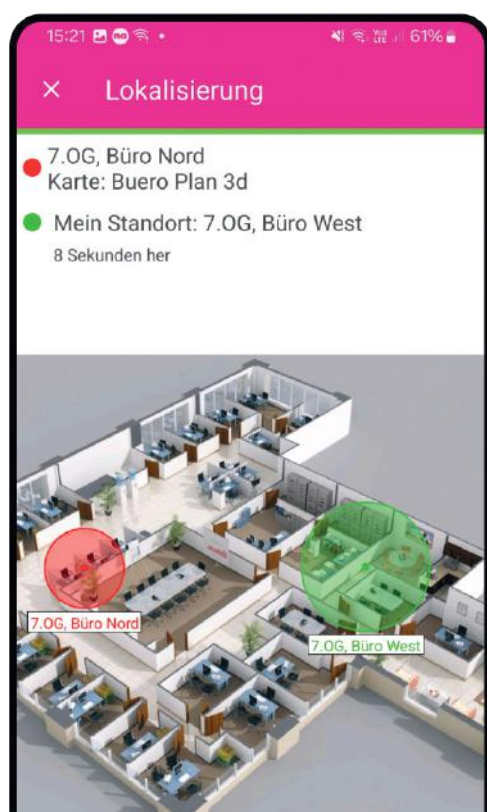 15:21 61%
× Lokalisierung
7.OG, Büro Nord
Karte: Buero Plan 3d
Mein Standort: 7.OG, Büro West
8 Sekunden her
7.OG, Büro Nord
7.OG, Büro West